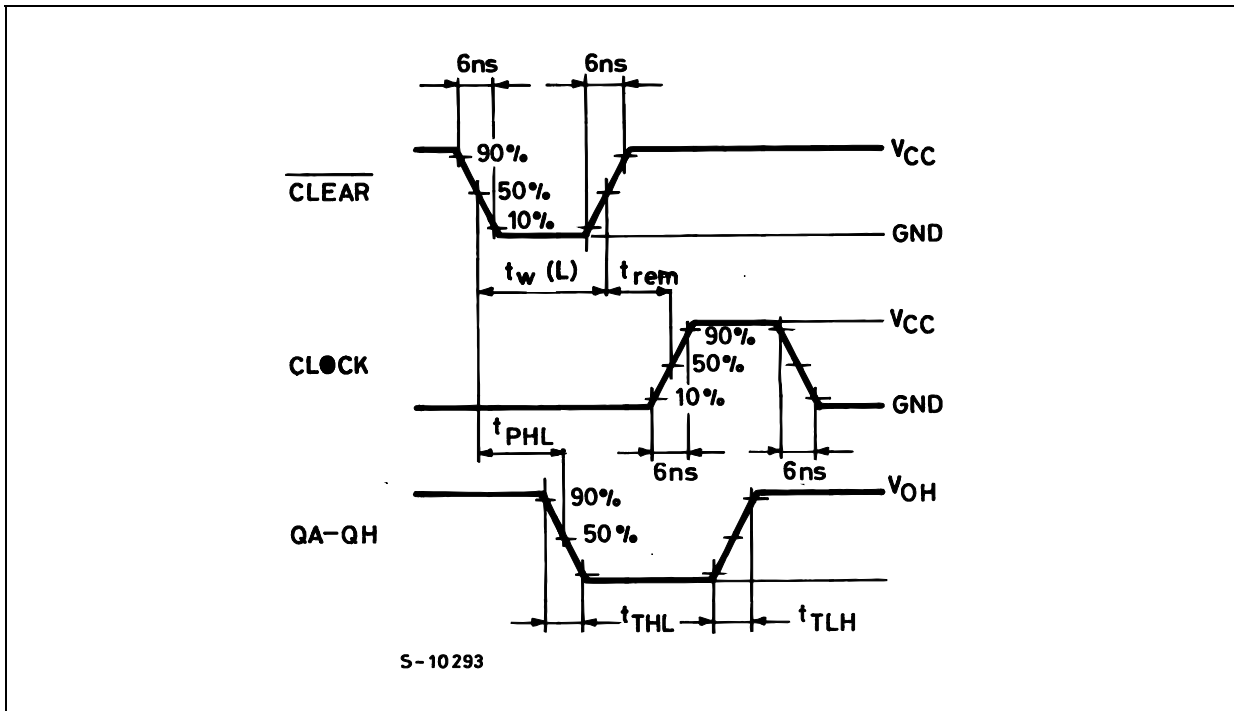 6ns 6ns
90% VCC
CLEAR 50%
10% GND
tw (L) trem
VCC
90%
CLOCK 50%
10% GND
tPHL
6ns 6ns
90% VOH
QA-QH 50%
tTHL tTLH
S-10293